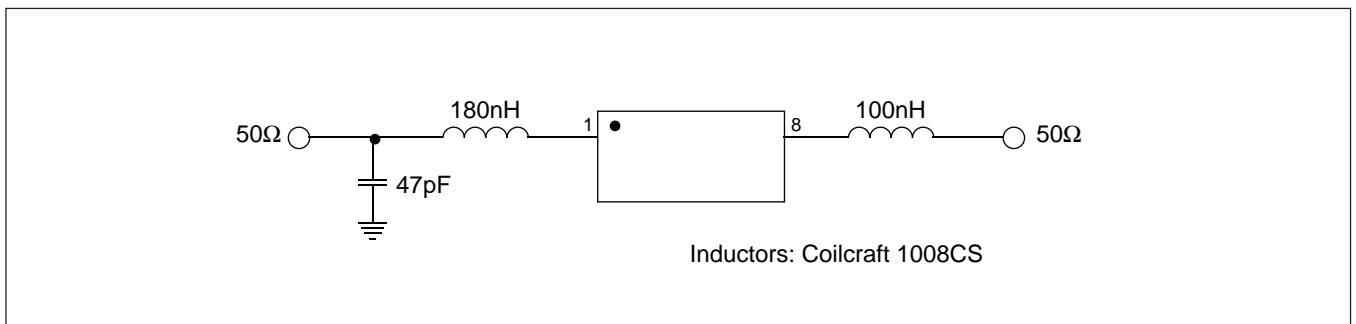 180nH
100nH
50Ω
1
8
50Ω
47pF
Inductors: Coilcraft 1008CS